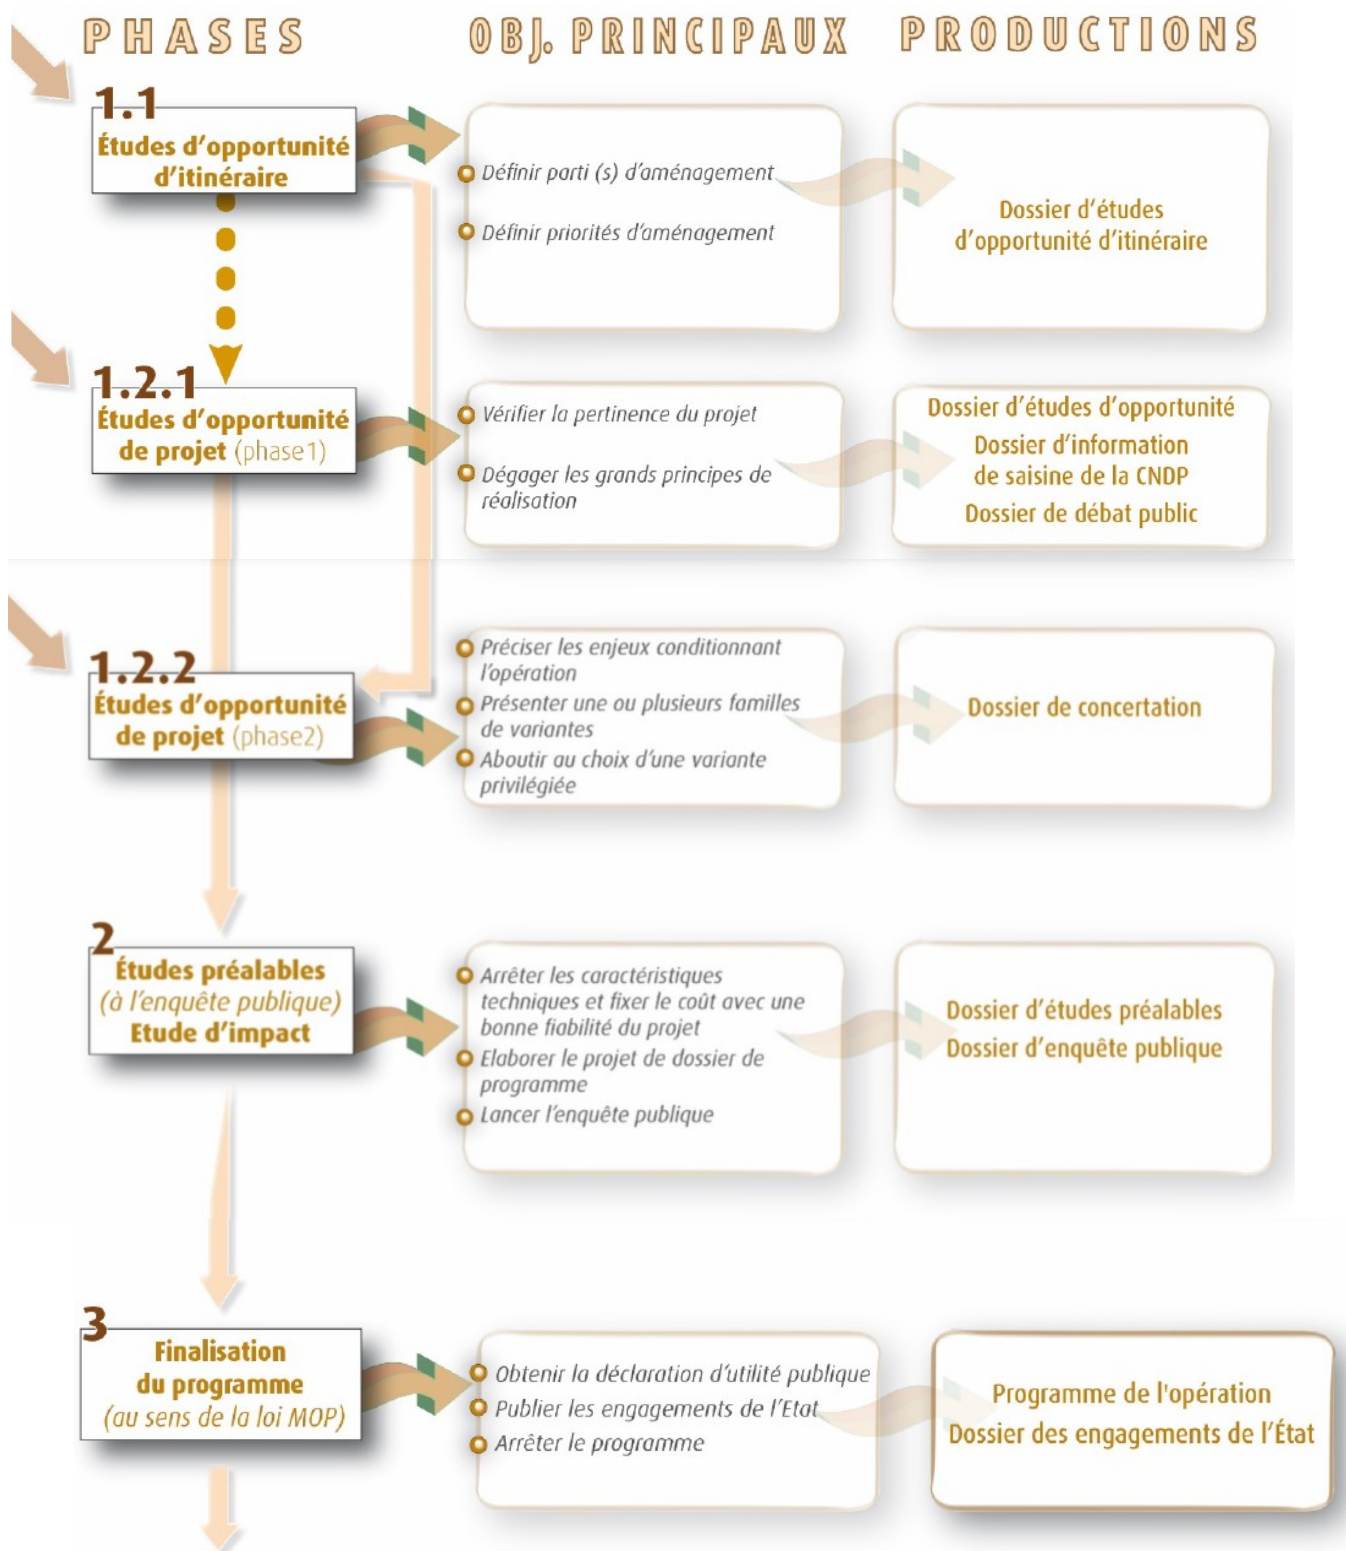 PHASES
OBJ. PRINCIPAUX
PRODUCTIONS
1.1
Études d'opportunité
d'itinéraire
Définir parti (s) d'aménagement
Définir priorités d'aménagement
Dossier d'études
d'opportunité d'itinéraire
1.2.1
Études d'opportunité
de projet (phase1)
Vérifier la pertinence du projet
Dégager les grands principes de
réalisation
Dossier d'études d'opportunité
Dossier d'information
de saisine de la CNDP
Dossier de débat public
1.2.2
Études d'opportunité
de projet (phase2)
Préciser les enjeux conditionnant
l'opération
Présenter une ou plusieurs familles
de variantes
Aboutir au choix d'une variante
privilégiée
Dossier de concertation
2
Études préalables
(à l'enquête publique)
Etude d'impact
Arrêter les caractéristiques
techniques et fixer le coût avec une
bonne fiabilité du projet
Elaborer le projet de dossier de
programme
Lancer l'enquête publique
Dossier d'études préalables
Dossier d'enquête publique
3
Finalisation
du programme
(au sens de la loi MOP)
Obtenir la déclaration d'utilité publique
Publier les engagements de l'Etat
Arrêter le programme
Programme de l'opération
Dossier des engagements de l'État